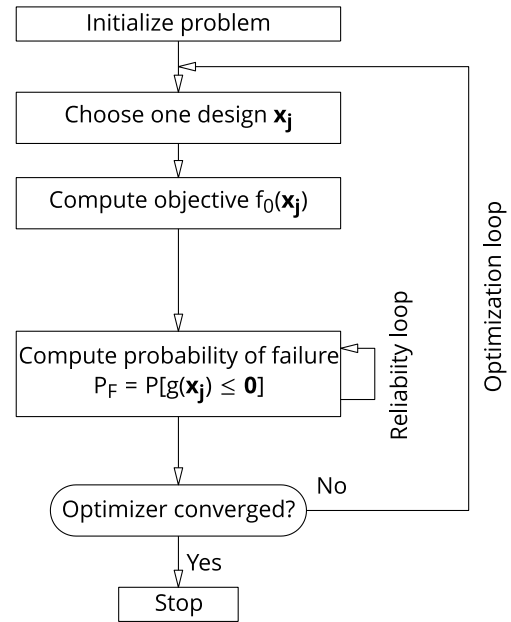 Initialize problem
Choose one design xj
Compute objective f0(xj)
Compute probability of failure
PF = P[g(xj) ≤ 0]
Reliabiity loop
Optimization loop
Optimizer converged?
No
Yes
Stop